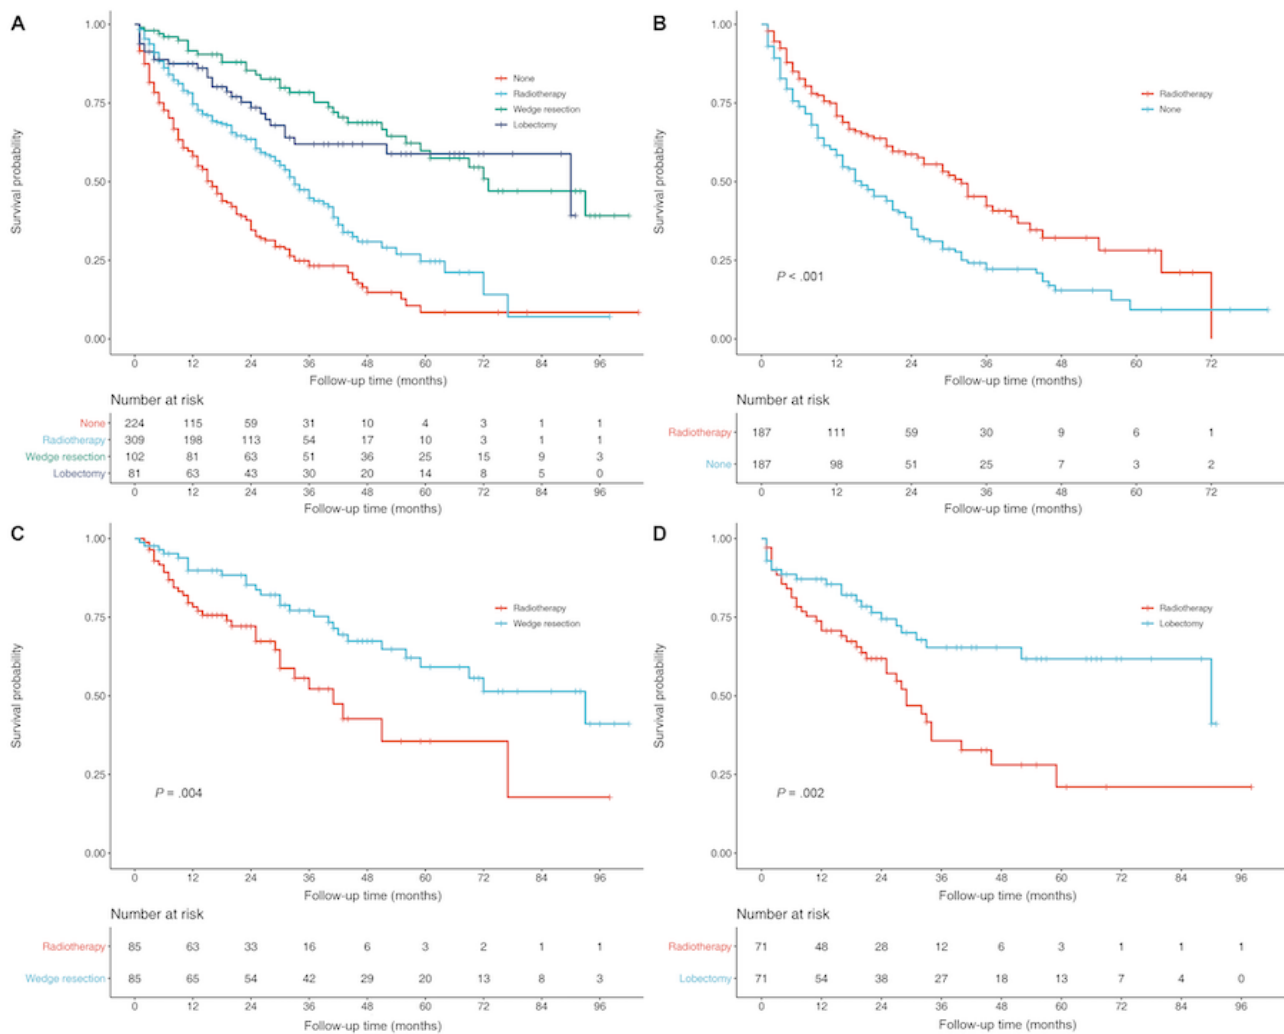 A
1.00
0.75
0.50
0.25
0.00
Survival probability
None
Radiotherapy
Wedge resection
Lobectomy
0 12 24 36 48 60 72 84 96
Follow-up time (months)
Number at risk
None 224 115 59 31 10 4 3 1 1
Radiotherapy 309 198 113 54 17 10 3 1 1
Wedge resection 102 81 63 51 36 25 15 9 3
Lobectomy 81 63 43 30 20 14 8 5 0
0 12 24 36 48 60 72 84 96
Follow-up time (months)
B
1.00
0.75
0.50
0.25
0.00
Survival probability
Radiotherapy
None
P < .001
0 12 24 36 48 60 72
Follow-up time (months)
Number at risk
Radiotherapy 187 111 59 30 9 6 1
None 187 98 51 25 7 3 2
0 12 24 36 48 60 72
Follow-up time (months)
C
1.00
0.75
0.50
0.25
0.00
Survival probability
Radiotherapy
Wedge resection
P = .004
0 12 24 36 48 60 72 84 96
Follow-up time (months)
Number at risk
Radiotherapy 85 63 33 16 6 3 2 1 1
Wedge resection 85 65 54 42 29 20 13 8 3
0 12 24 36 48 60 72 84 96
Follow-up time (months)
D
1.00
0.75
0.50
0.25
0.00
Survival probability
Radiotherapy
Lobectomy
P = .002
0 12 24 36 48 60 72 84 96
Follow-up time (months)
Number at risk
Radiotherapy 71 48 28 12 6 3 1 1 1
Lobectomy 71 54 38 27 18 13 7 4 0
0 12 24 36 48 60 72 84 96
Follow-up time (months)